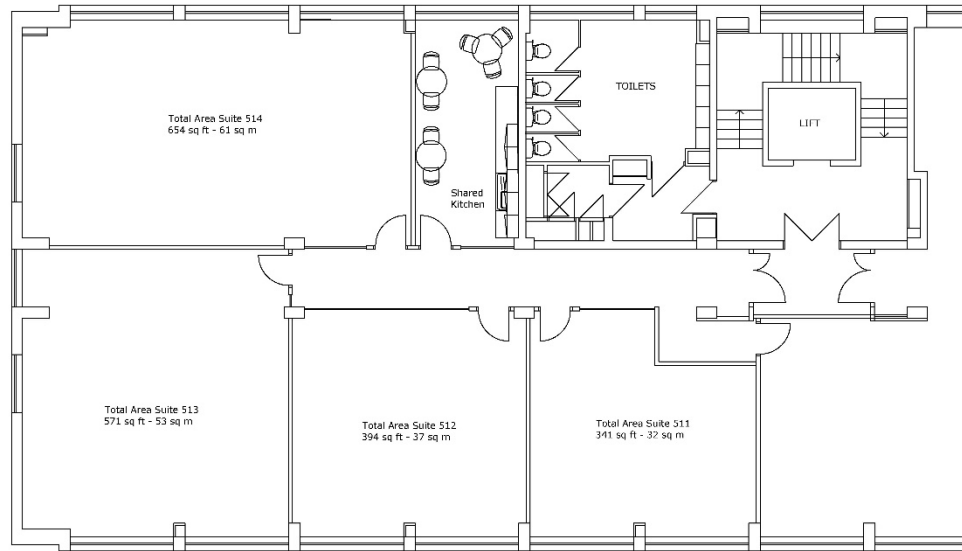 Total Area Suite 514
654 sq ft - 61 sq m
Shared
Kitchen
TOILETS
LIFT
Total Area Suite 513
571 sq ft - 53 sq m
Total Area Suite 512
394 sq ft - 37 sq m
Total Area Suite 511
341 sq ft - 32 sq m